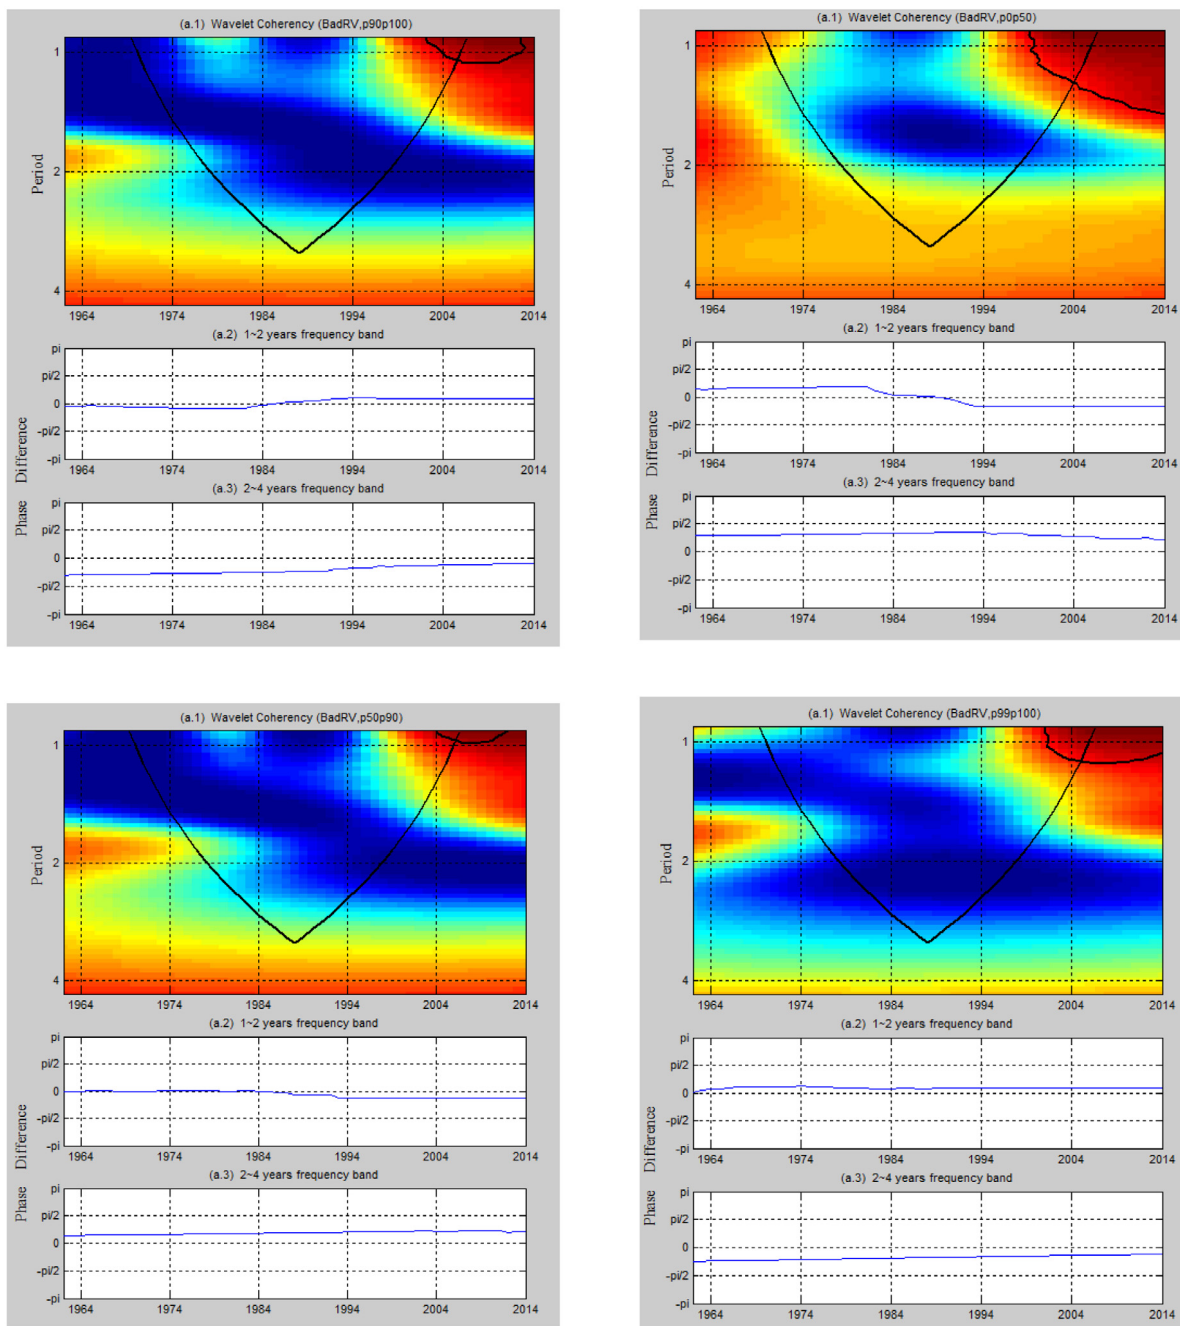 (a.1) Wavelet Coherency (BadRV,p90p100)
Period
1
2
4
1964 1974 1984 1994 2004 2014
(a.2) 1~2 years frequency band
pi
pi/2
0
-pi/2
-pi
1964 1974 1984 1994 2004 2014
Phase Difference
(a.3) 2~4 years frequency band
pi
pi/2
0
-pi/2
-pi
1964 1974 1984 1994 2004 2014
(a.1) Wavelet Coherency (BadRV,p0p50)
Period
1
2
4
1964 1974 1984 1994 2004 2014
(a.2) 1~2 years frequency band
pi
pi/2
0
-pi/2
-pi
1964 1974 1984 1994 2004 2014
Phase Difference
(a.3) 2~4 years frequency band
pi
pi/2
0
-pi/2
-pi
1964 1974 1984 1994 2004 2014
(a.1) Wavelet Coherency (BadRV,p50p90)
Period
1
2
4
1964 1974 1984 1994 2004 2014
(a.2) 1~2 years frequency band
pi
pi/2
0
-pi/2
-pi
1964 1974 1984 1994 2004 2014
Phase Difference
(a.3) 2~4 years frequency band
pi
pi/2
0
-pi/2
-pi
1964 1974 1984 1994 2004 2014
(a.1) Wavelet Coherency (BadRV,p99p100)
Period
1
2
4
1964 1974 1984 1994 2004 2014
(a.2) 1~2 years frequency band
pi
pi/2
0
-pi/2
-pi
1964 1974 1984 1994 2004 2014
Phase Difference
(a.3) 2~4 years frequency band
pi
pi/2
0
-pi/2
-pi
1964 1974 1984 1994 2004 2014